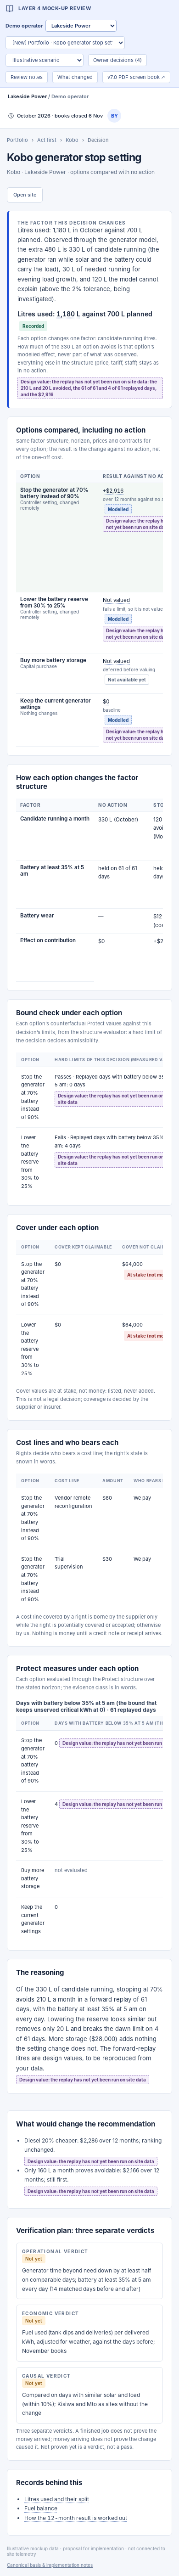 LAYER 4 MOCK-UP REVIEW
Demo operator Lakeside Power
[New] Portfolio · Kobo generator stop set
Illustrative scenario Owner decisions (4)
Review notes What changed v7.0 PDF screen book ↗
Lakeside Power / Demo operator
October 2026 · books closed 6 Nov BY
Portfolio › Act first › Kobo › Decision
Kobo generator stop setting
Kobo · Lakeside Power · options compared with no action
Open site
THE FACTOR THIS DECISION CHANGES
Litres used: 1,180 L in October against 700 L planned. Observed through the generator model, the extra 480 L is 330 L of candidate running (the generator ran while solar and the battery could carry the load), 30 L of needed running for evening load growth, and 120 L the model cannot explain (above the 2% tolerance, being investigated).
Litres used: 1,180 L against 700 L planned
Recorded
Each option changes one factor: candidate running litres. How much of the 330 L an option avoids is that option's modelled effect, never part of what was observed. Everything else on the site (climate, tariff, staff) stays as in no action.
Design value: the replay has not yet been run on site data: the 210 L and 20 L avoided, the 61 of 61 and 4 of 61 replayed days, and the $2,916
Options compared, including no action
Same factor structure, horizon, prices and contracts for every option; the result is value against no action, net of one-off cost.
OPTION RESULT AGAINST NO AC
Stop the generator at 70% battery instead of 90%
Controller setting, changed remotely
+$2,916
over 12 months against no a
Modelled
Design value: the replay h
not yet been run on site da
Lower the battery reserve from 30% to 25%
Controller setting, changed remotely
Not valued
fails a limit, so it is not value
Modelled
Design value: the replay h
not yet been run on site da
Buy more battery storage
Capital purchase
Not valued
deferred before valuing
Not available yet
Keep the current generator settings
Nothing changes
$0
baseline
Modelled
Design value: the replay h
not yet been run on site da
How each option changes the factor structure
FACTOR NO ACTION STO
Candidate running a month 330 L (October) 120
avoi
(Mo
Battery at least 35% at 5 am held on 61 of 61 days hel
days
Battery wear — $12
(cos
Effect on contribution $0 +$2
Bound check under each option
Each option's counterfactual Protect values against this decision's limits, from the structure evaluator: a hard limit of the decision decides admissibility.
OPTION HARD LIMITS OF THIS DECISION (MEASURED V
Stop the generator at 70% battery instead of 90%
Passes · Replayed days with battery below 35
5 am: 0 days
Design value: the replay has not yet been run on
site data
Lower the battery reserve from 30% to 25%
Fails · Replayed days with battery below 35%
am: 4 days
Design value: the replay has not yet been run on
site data
Cover under each option
OPTION COVER KEPT CLAIMABLE COVER NOT CLAIM
Stop the generator at 70% battery instead of 90% $0 $64,000
At stake (not mo
Lower the battery reserve from 30% to 25% $0 $64,000
At stake (not mo
Cover values are at stake, not money: listed, never added. This is not a legal decision; coverage is decided by the supplier or insurer.
Cost lines and who bears each
Rights decide who bears a cost line; the right's state is shown in words.
OPTION COST LINE AMOUNT WHO BEARS
Stop the generator at 70% battery instead of 90% Vendor remote reconfiguration $60 We pay
Stop the generator at 70% battery instead of 90% Trial supervision $30 We pay
A cost line covered by a right is borne by the supplier only while the right is potentially covered or accepted; otherwise by us. Nothing is money until a credit note or receipt arrives.
Protect measures under each option
Each option evaluated through the Protect structure over the stated horizon; the evidence class is in words.
Days with battery below 35% at 5 am (the bound that keeps unserved critical kWh at 0) · 61 replayed days
OPTION DAYS WITH BATTERY BELOW 35% AT 5 AM (TH
Stop the generator at 70% battery instead of 90% 0 Design value: the replay has not yet been run
Lower the battery reserve from 30% to 25% 4 Design value: the replay has not yet been run
Buy more battery storage not evaluated
Keep the current generator settings 0
The reasoning
Of the 330 L of candidate running, stopping at 70% avoids 210 L a month in a forward replay of 61 days, with the battery at least 35% at 5 am on every day. Lowering the reserve looks similar but removes only 20 L and breaks the dawn limit on 4 of 61 days. More storage ($28,000) adds nothing the setting change does not. The forward-replay litres are design values, to be reproduced from your data.
Design value: the replay has not yet been run on site data
What would change the recommendation
• Diesel 20% cheaper: $2,286 over 12 months; ranking unchanged.
Design value: the replay has not yet been run on site data
• Only 160 L a month proves avoidable: $2,166 over 12 months; still first.
Design value: the replay has not yet been run on site data
Verification plan: three separate verdicts
OPERATIONAL VERDICT
Not yet
Generator time beyond need down by at least half on comparable days; battery at least 35% at 5 am every day (14 matched days before and after)
ECONOMIC VERDICT
Not yet
Fuel used (tank dips and deliveries) per delivered kWh, adjusted for weather, against the days before; November books
CAUSAL VERDICT
Not yet
Compared on days with similar solar and load (within 10%); Kisiwa and Mto as sites without the change
Three separate verdicts. A finished job does not prove the money; money arriving does not prove the change caused it. Not proven yet is a verdict, not a pass.
Records behind this
• Litres used and their split
• Fuel balance
• How the 12-month result is worked out
Illustrative mockup data · proposal for implementation · not connected to site telemetry
Canonical basis & implementation notes